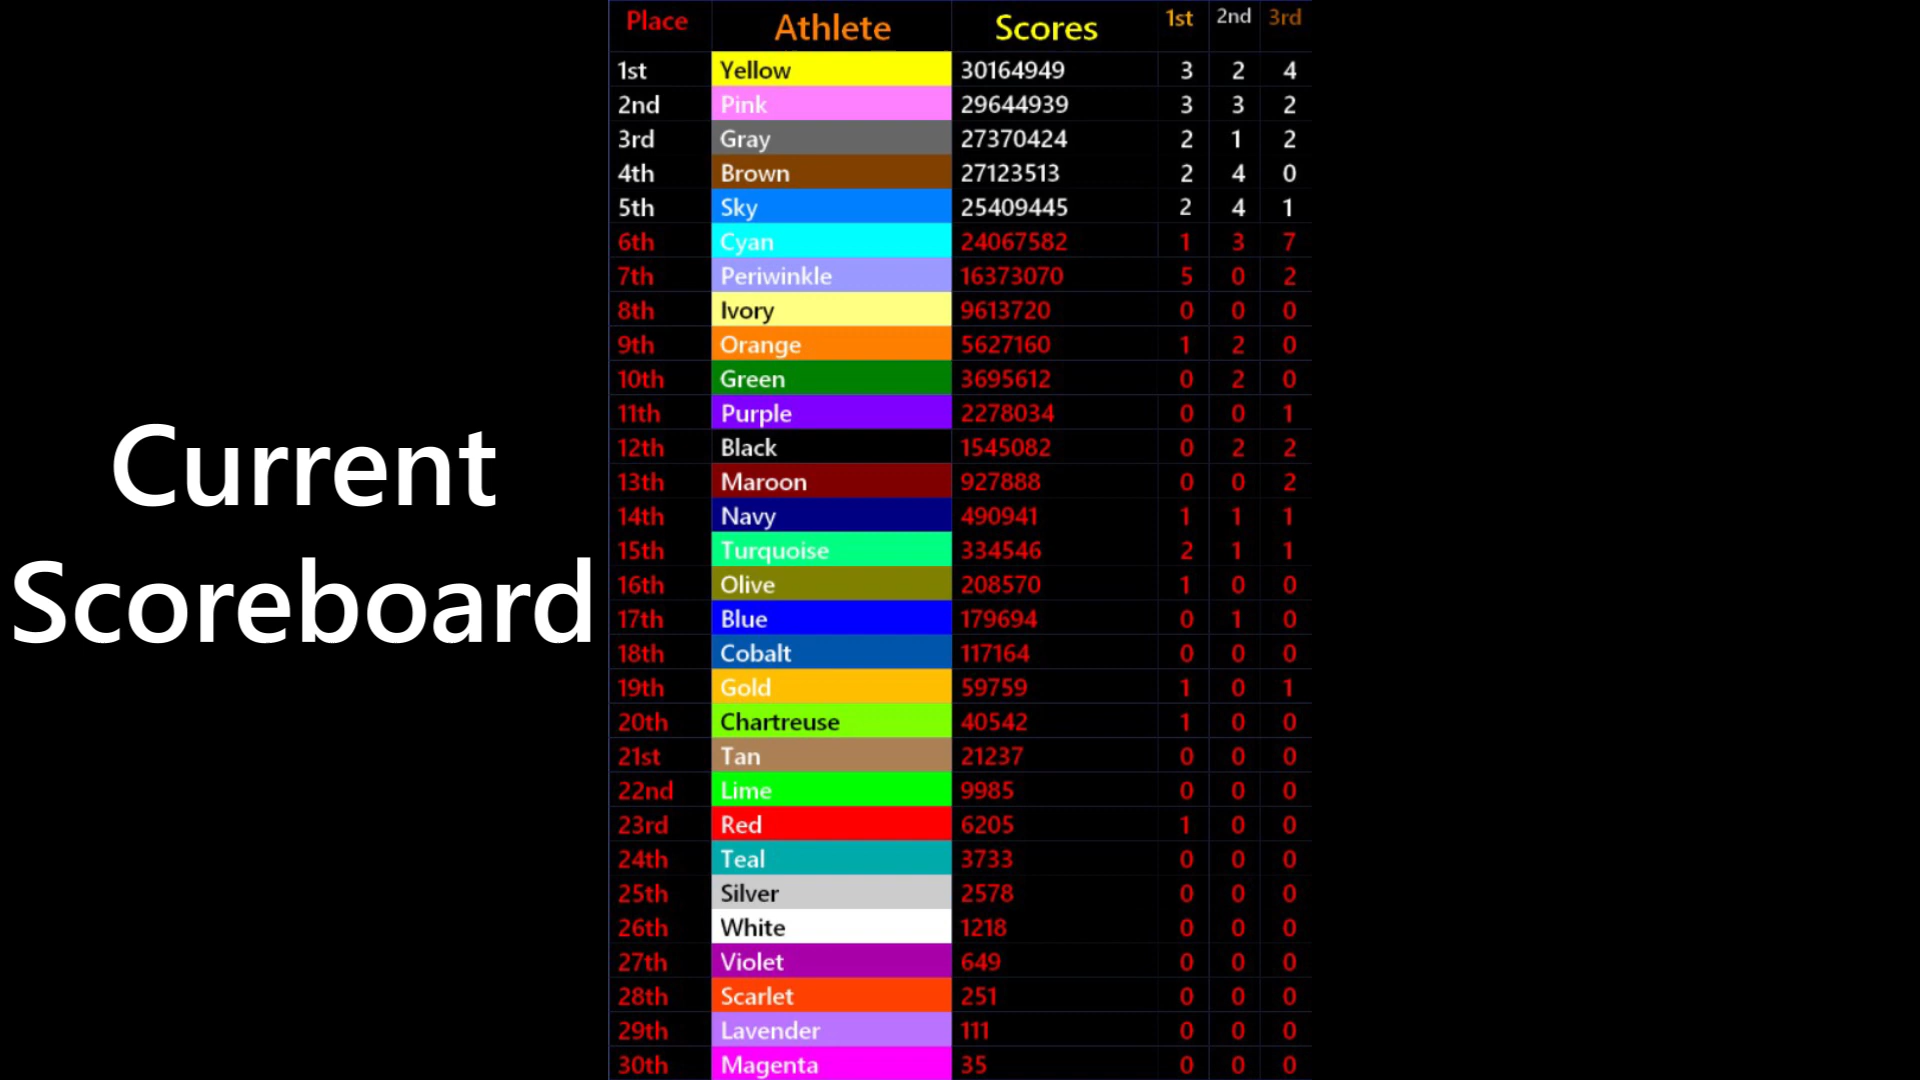 Current
Scoreboard
Place Athlete Scores 1st 2nd 3rd
1st Yellow 30164949 3 2 4
2nd Pink 29644939 3 3 2
3rd Gray 27370424 2 1 2
4th Brown 27123513 2 4 0
5th Sky 25409445 2 4 1
6th Cyan 24067582 1 3 7
7th Periwinkle 16373070 5 0 2
8th Ivory 9613720 0 0 0
9th Orange 5627160 1 2 0
10th Green 3695612 0 2 0
11th Purple 2278034 0 0 1
12th Black 1545082 0 2 2
13th Maroon 927888 0 0 2
14th Navy 490941 1 1 1
15th Turquoise 334546 2 1 1
16th Olive 208570 1 0 0
17th Blue 179694 0 1 0
18th Cobalt 117164 0 0 0
19th Gold 59759 1 0 1
20th Chartreuse 40542 1 0 0
21st Tan 21237 0 0 0
22nd Lime 9985 0 0 0
23rd Red 6205 1 0 0
24th Teal 3733 0 0 0
25th Silver 2578 0 0 0
26th White 1218 0 0 0
27th Violet 649 0 0 0
28th Scarlet 251 0 0 0
29th Lavender 111 0 0 0
30th Magenta 35 0 0 0